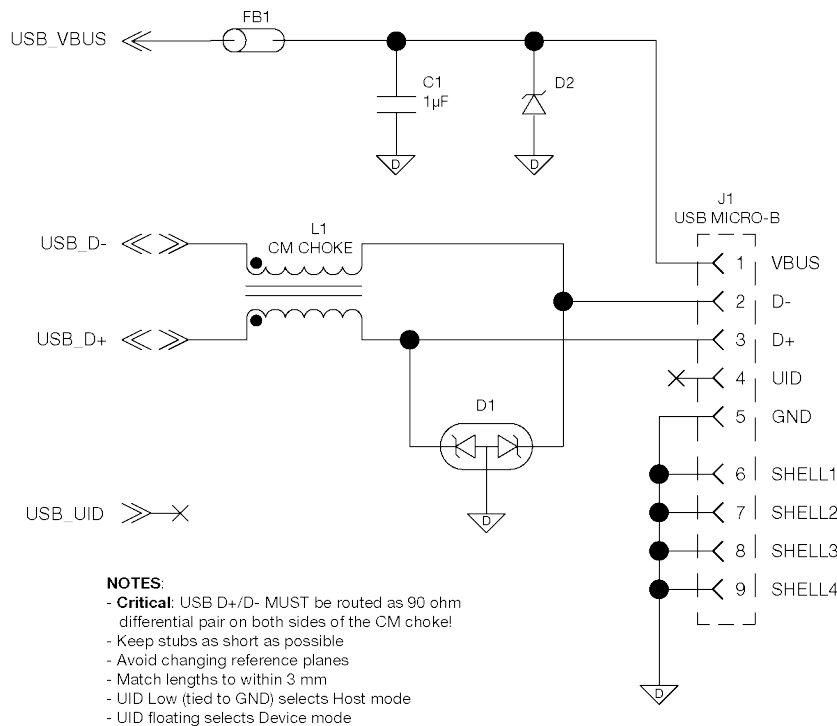 FB1
USB_VBUS
C1
1µF
D2
D
D
J1
USB MICRO-B
L1
CM CHOKE
USB_D-
1 VBUS
2 D-
USB_D+
3 D+
4 UID
D1
5 GND
6 SHELL1
USB_UID
D
7 SHELL2
8 SHELL3
9 SHELL4
NOTES:
- Critical: USB D+/D- MUST be routed as 90 ohm
differential pair on both sides of the CM choke!
- Keep stubs as short as possible
- Avoid changing reference planes
- Match lengths to within 3 mm
- UID Low (tied to GND) selects Host mode
- UID floating selects Device mode
D